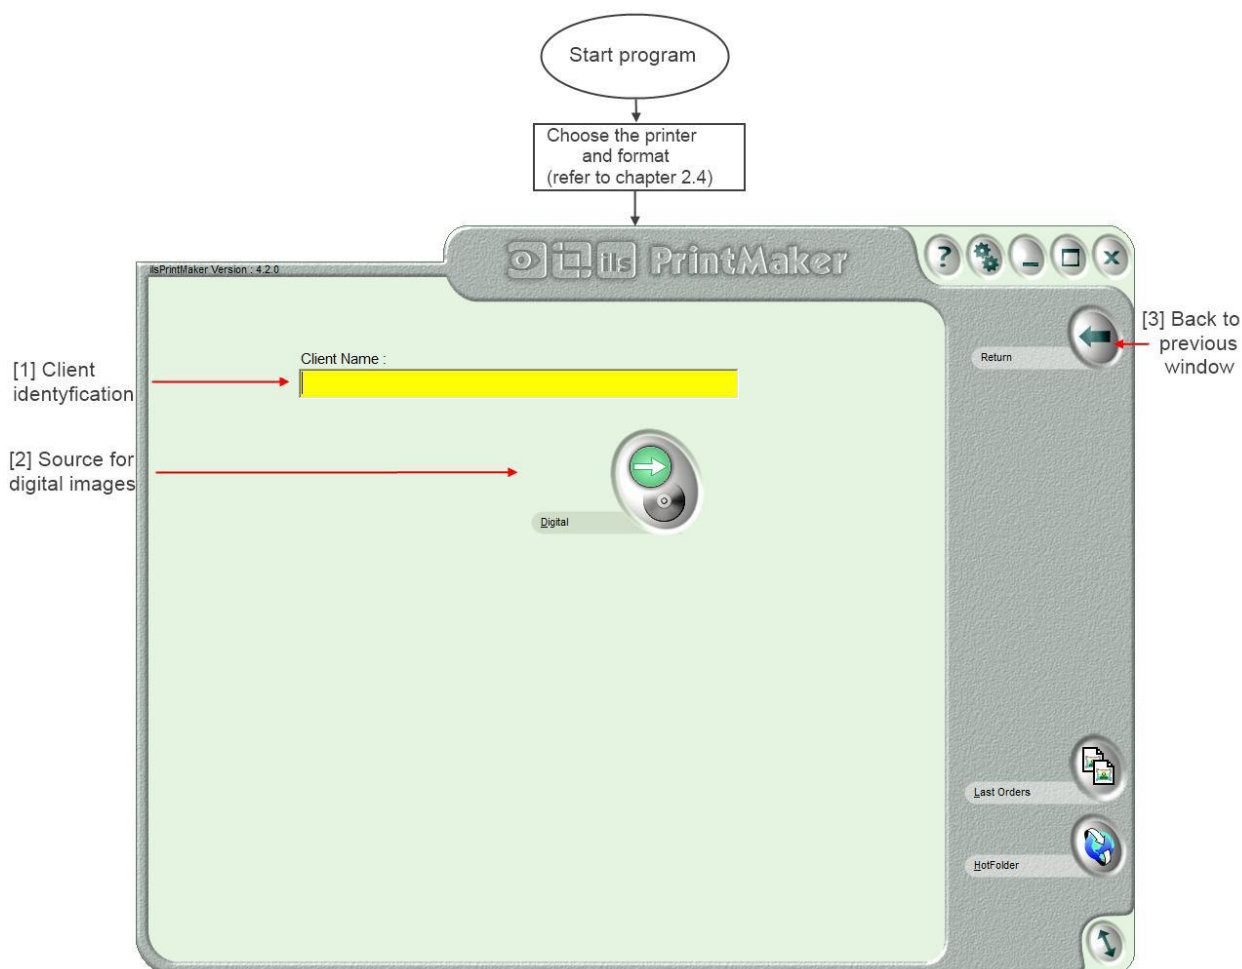 Start program
Choose the printer
and format
(refer to chapter 2.4)
ilsPrintMaker Version : 4.2.0
ils PrintMaker
?
[3] Back to
previous
window
Return
Client Name :
[1] Client
identyfication
[2] Source for
digital images
Digital
Last Orders
HotFolder